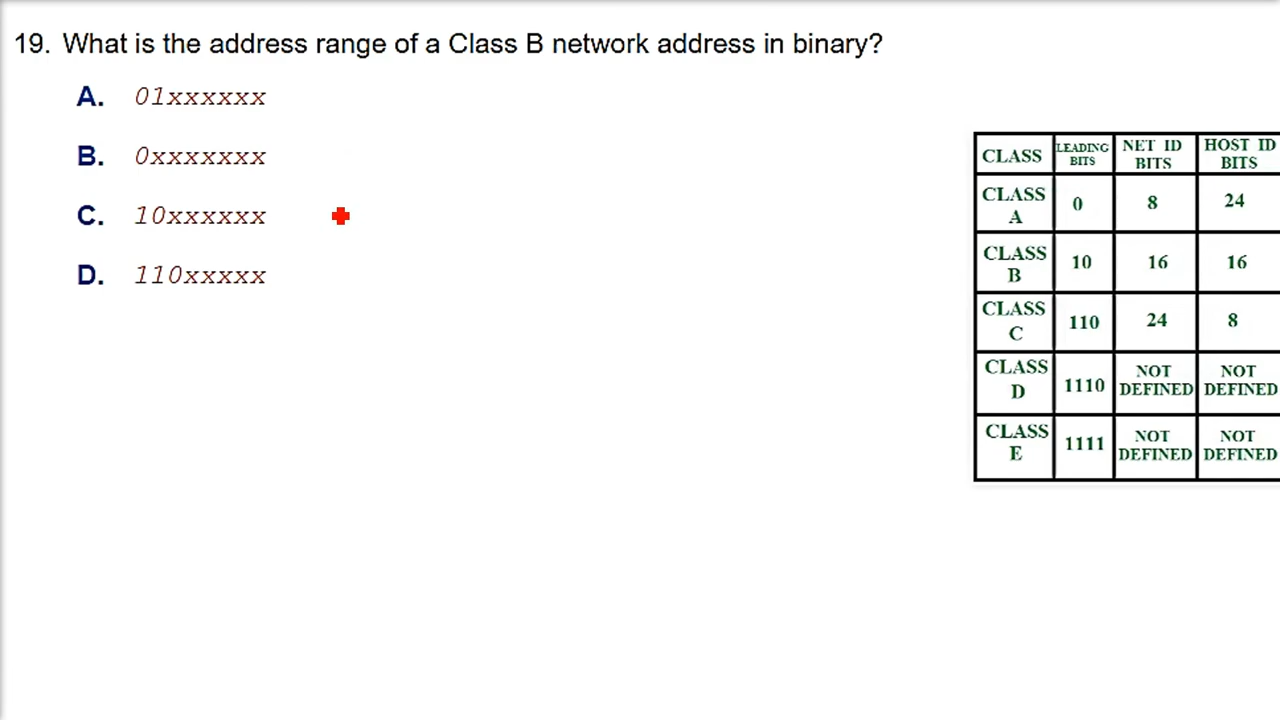 19. What is the address range of a Class B network address in binary?
A. 01xxxxxx
B. 0xxxxxxx
C. 10xxxxxx
D. 110xxxxx
CLASS LEADING BITS NET ID BITS HOST ID BITS
CLASS A 0 8 24
CLASS B 10 16 16
CLASS C 110 24 8
CLASS D 1110 NOT DEFINED NOT DEFINED
CLASS E 1111 NOT DEFINED NOT DEFINED